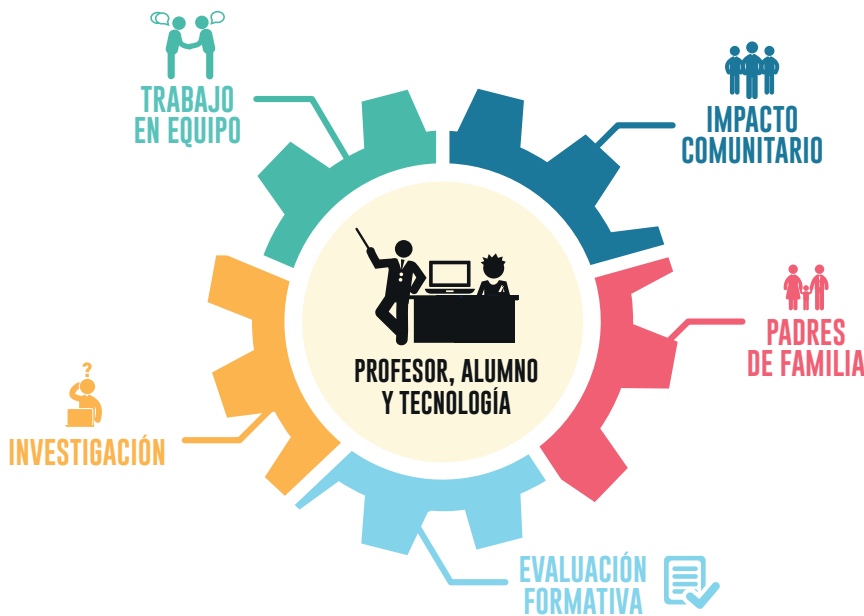 TRABAJO
EN EQUIPO
IMPACTO
COMUNITARIO
PADRES
DE FAMILIA
PROFESOR, ALUMNO
Y TECNOLOGÍA
?
INVESTIGACIÓN
EVALUACIÓN
FORMATIVA